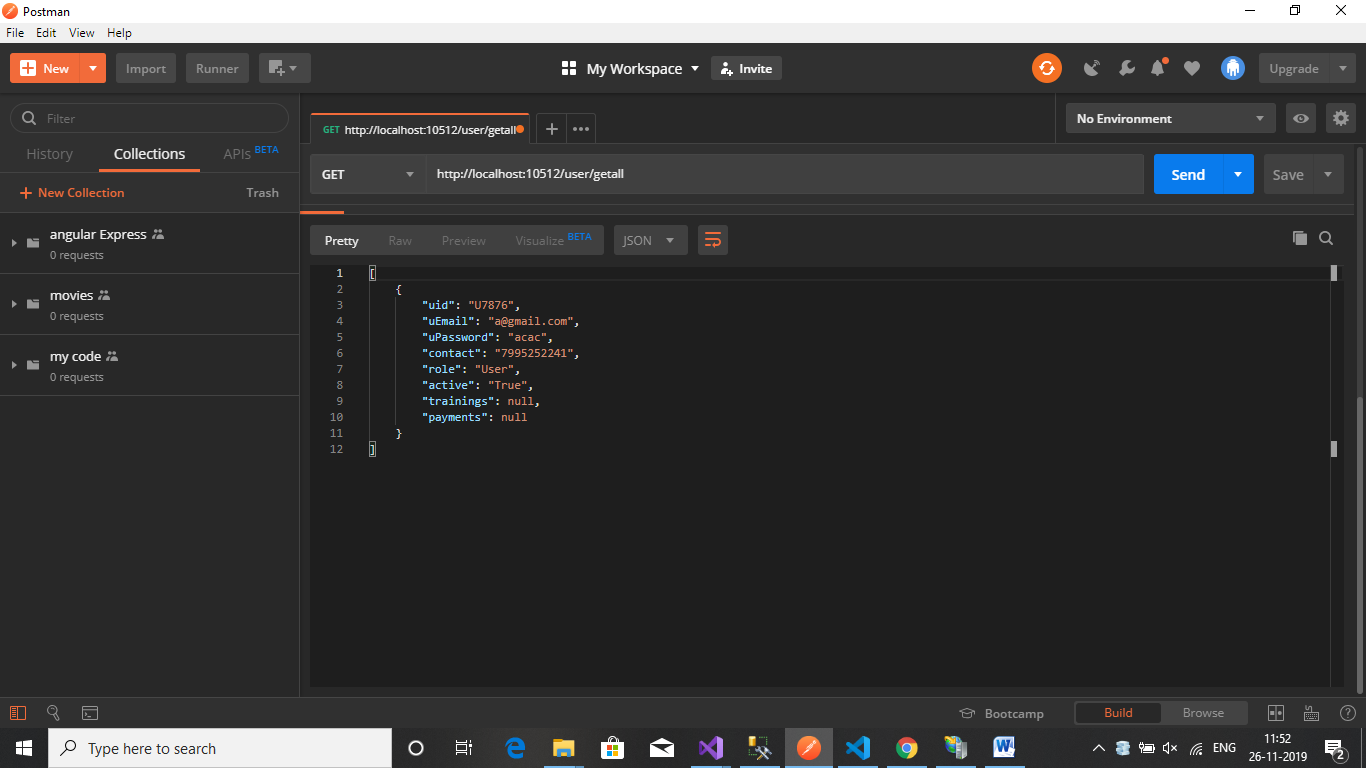 Postman
File Edit View Help
New Import Runner My Workspace Invite Upgrade
Filter
History Collections APIs BETA
New Collection Trash
angular Express
0 requests
movies
0 requests
my code
0 requests
GET http://localhost:10512/user/getall No Environment
GET http://localhost:10512/user/getall Send Save
Pretty Raw Preview Visualize BETA JSON
1 [
2 {
3 "uid": "U7876",
4 "uEmail": "a@gmail.com",
5 "uPassword": "acac",
6 "contact": "7995252241",
7 "role": "User",
8 "active": "True",
9 "trainings": null,
10 "payments": null
11 }
12 ]
Bootcamp Build Browse
Type here to search
ENG
11:52
26-11-2019
2